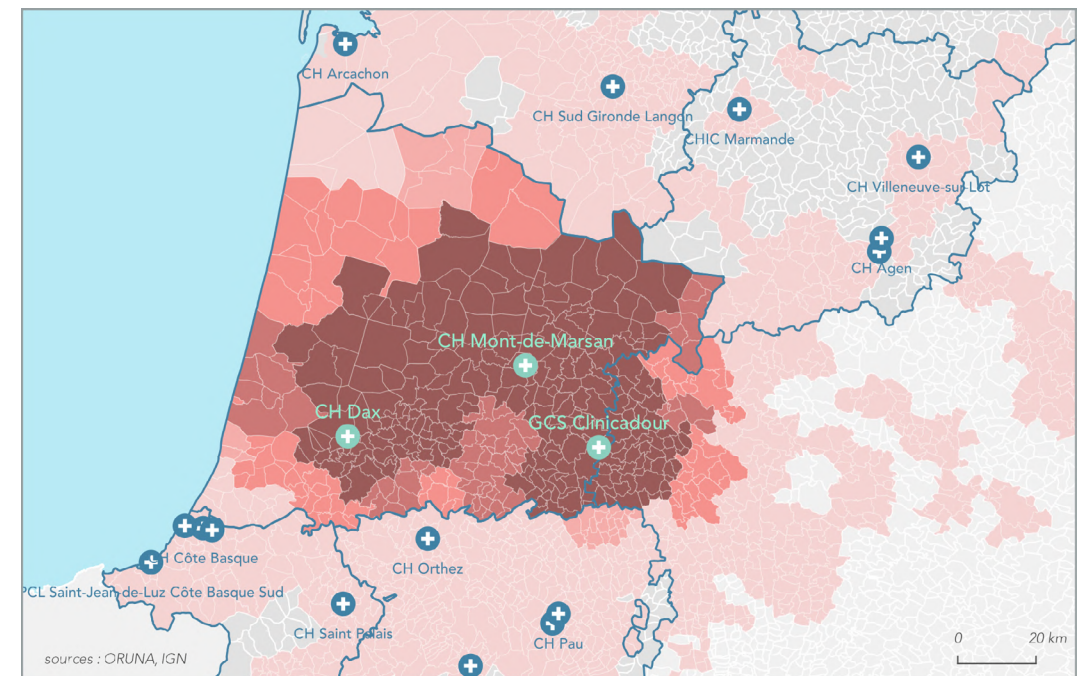 CH Arcachon
CH Sud Gironde Langon
CHIC Marmande
CH Villeneuve-sur-Lot
CH Agen
CH Mont-de-Marsan
CH Dax
GCS Clinicadour
CH Côte Basque
CH Orthez
PCL Saint-Jean-de-Luz Côte Basque Sud
CH Saint Palais
CH Pau
0 20 km
sources : ORUNA, IGN